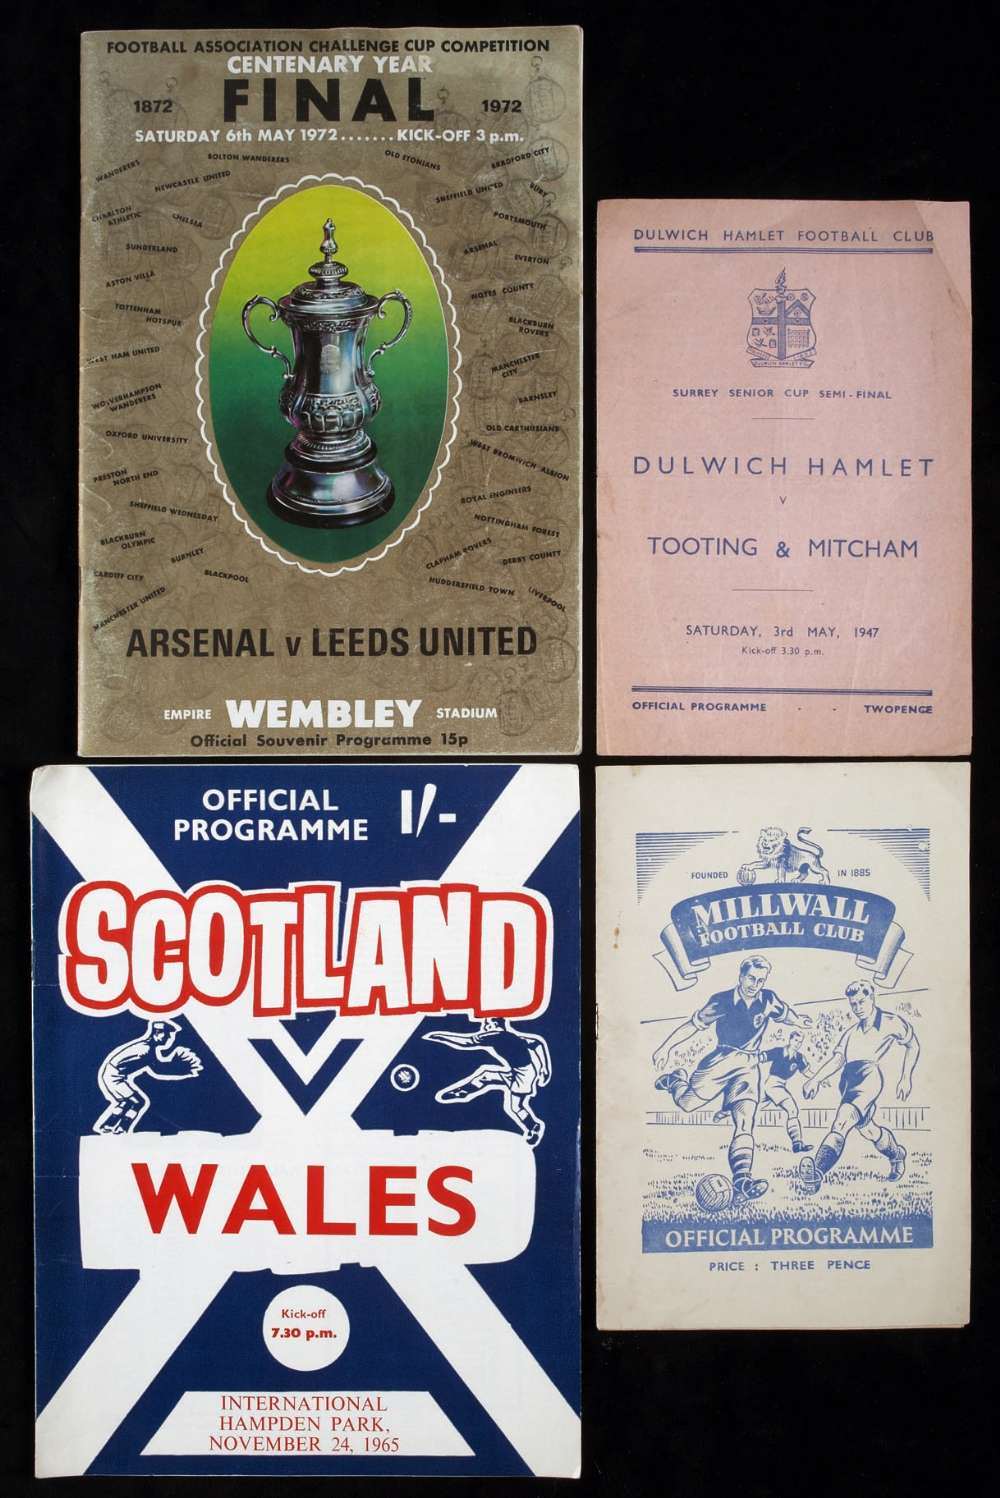 FOOTBALL ASSOCIATION CHALLENGE CUP COMPETITION
CENTENARY YEAR
1872 FINAL 1972
SATURDAY 6th MAY 1972.......KICK-OFF 3 p.m.
WANDERERS
BOLTON WANDERERS
OLD ETONIANS
BRADFORD CITY
NEWCASTLE UNITED
SHEFFIELD UNITED
BURY
CHARLTON
ATHLETIC
CHELSEA
PORTSMOUTH
SUNDERLAND
ARSENAL
EVERTON
ASTON VILLA
NOTTS COUNTY
TOTTENHAM
HOTSPUR
BLACKBURN
ROVERS
WEST HAM UNITED
MANCHESTER
CITY
WOLVERHAMPSON
WANDERERS
BARNSLEY
OXFORD UNIVERSITY
OLD CARTHUSIANS
PRESTON
NORTH END
WEST BROMWICH ALBION
SHEFFIELD WEDNESDAY
ROYAL ENGINEERS
BLACKBURN
OLYMPIC
NOTTINGHAM FOREST
BURNLEY
CLAPHAM ROVERS
DERBY COUNTY
CARDIFF CITY
BLACKPOOL
HUDDERSFIELD TOWN
LIVERPOOL
MANCHESTER UNITED
ARSENAL v LEEDS UNITED
EMPIRE WEMBLEY STADIUM
Official Souvenir Programme 15p
DULWICH HAMLET FOOTBALL CLUB
DULWICH HAMLET F.C.
SURREY SENIOR CUP SEMI-FINAL
DULWICH HAMLET
v
TOOTING & MITCHAM
SATURDAY, 3rd MAY, 1947
Kick-off 3.30 p.m.
OFFICIAL PROGRAMME - - TWOPENCE
OFFICIAL
PROGRAMME 1/-
SCOTLAND
V
WALES
Kick-off
7.30 p.m.
INTERNATIONAL
HAMPDEN PARK,
NOVEMBER 24, 1965
FOUNDED IN 1885
MILLWALL
FOOTBALL CLUB
OFFICIAL PROGRAMME
PRICE : THREE PENCE